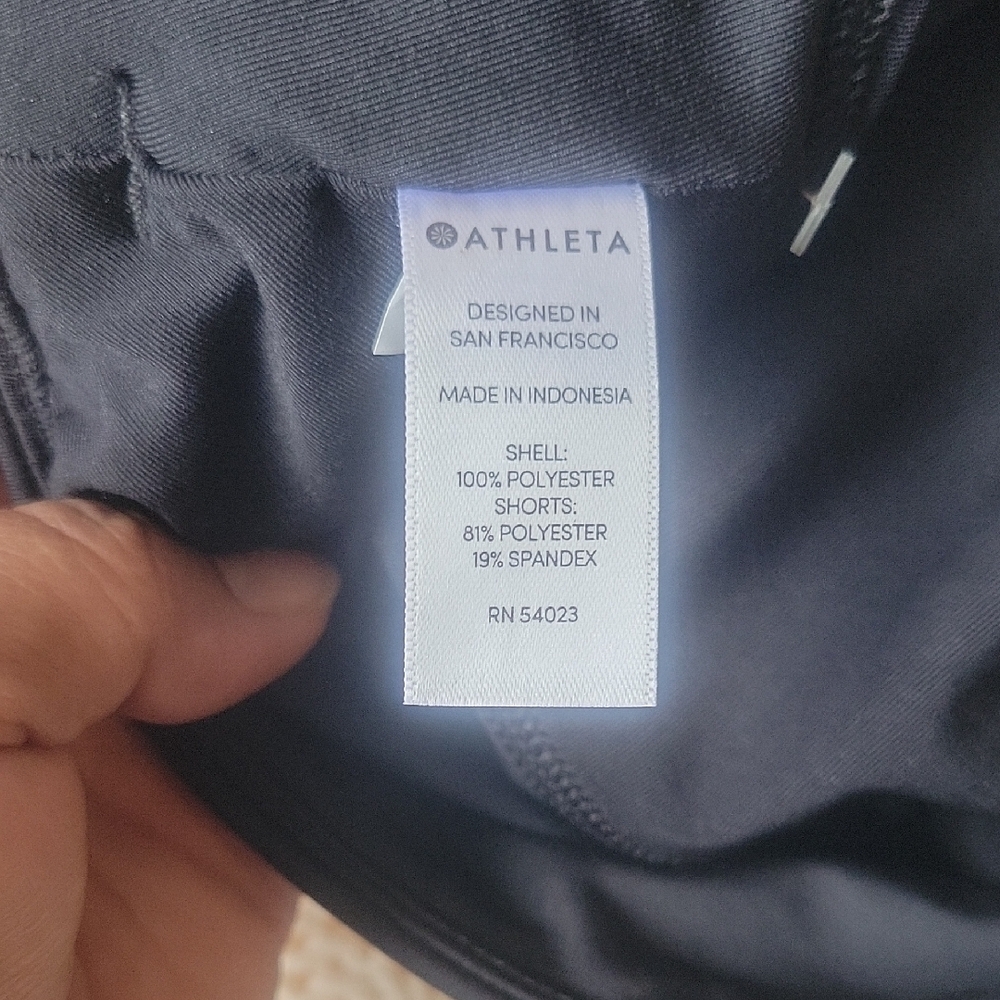 ATHLETA
DESIGNED IN
SAN FRANCISCO
MADE IN INDONESIA
SHELL:
100% POLYESTER
SHORTS:
81% POLYESTER
19% SPANDEX
RN 54023